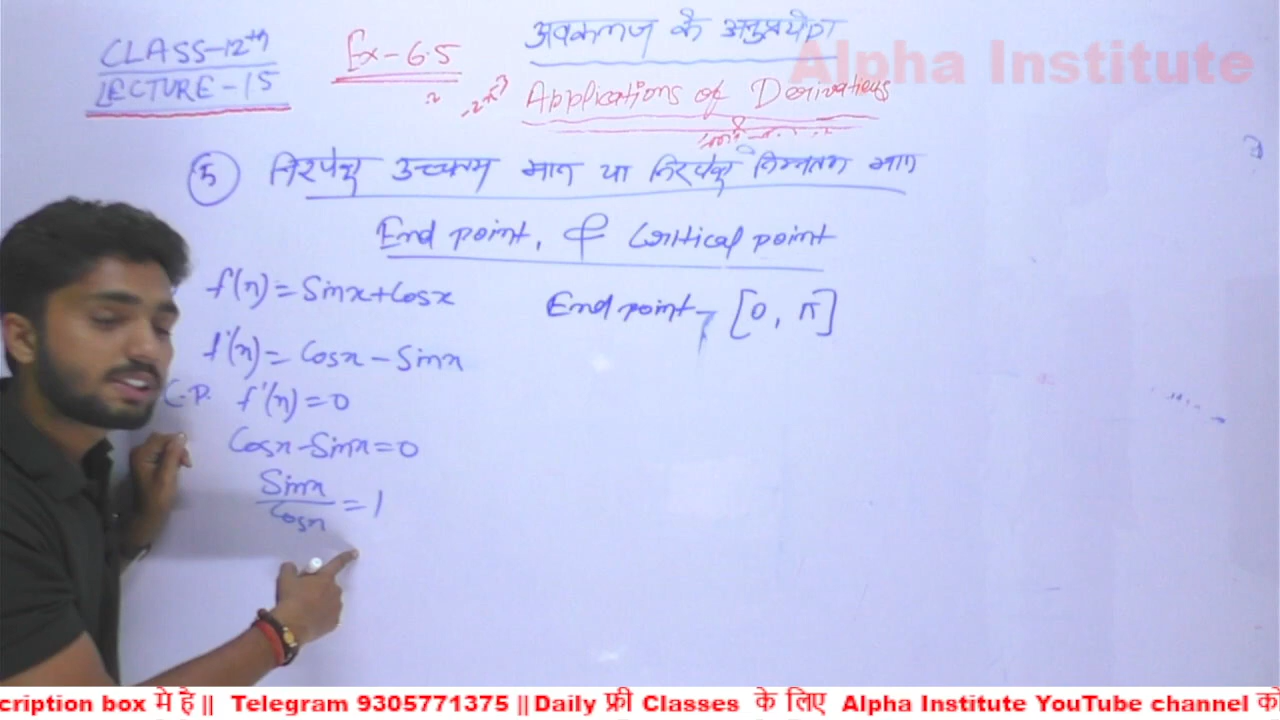 CLASS-12th
LECTURE-15
Ex-6.5
अवकलज के अनुप्रयोग
Alpha Institute
Applications of Derivatives
⑤ निरपेक्ष उच्चतम मान या निरपेक्ष निम्नतम मान
End point, & Critical point
f(x) = Sinx+Cosx
End point → [0, π]
f'(x) = Cosx - Sinx
C.P. f'(x) = 0
Cosx-Sinx=0
Sinx/Cosx = 1
cription box मे है || Telegram 9305771375 || Daily फ्री Classes के लिए Alpha Institute YouTube channel को